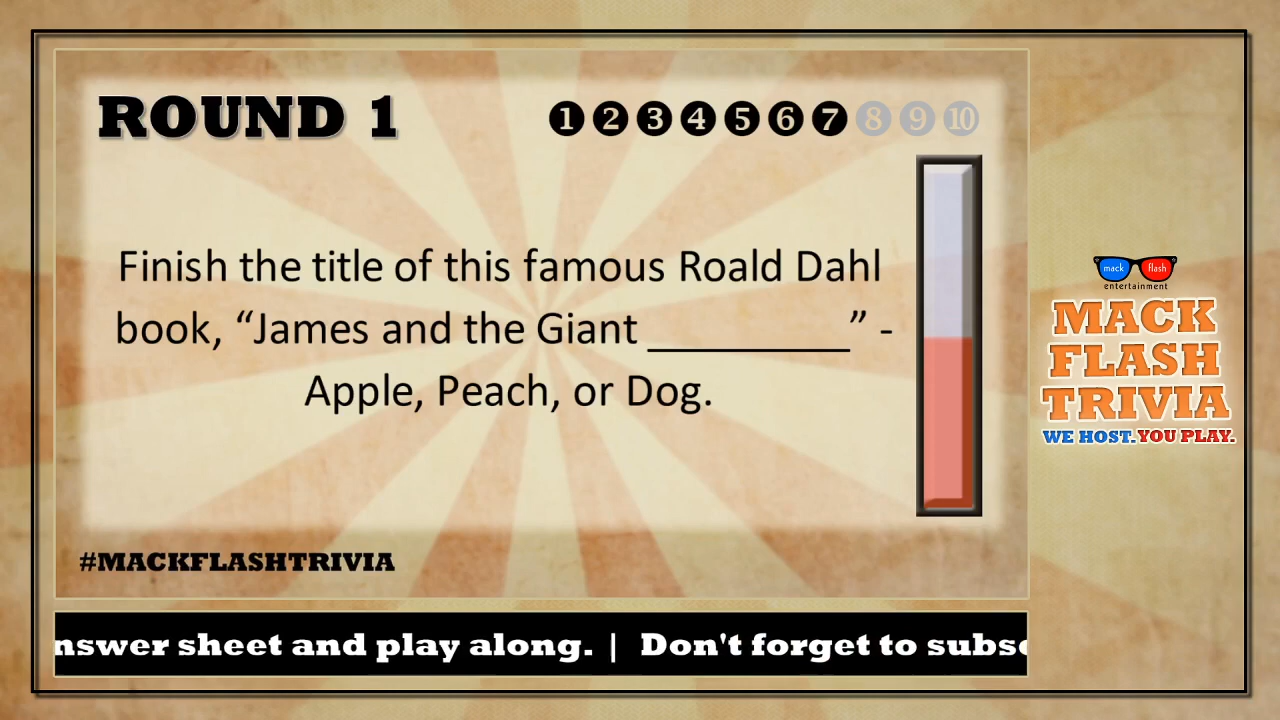 ROUND 1
1 2 3 4 5 6 7 8 9 10
Finish the title of this famous Roald Dahl
book, “James and the Giant _________” -
Apple, Peach, or Dog.
#MACKFLASHTRIVIA
nswer sheet and play along. | Don't forget to subsc
mack flash
entertainment
MACK
FLASH
TRIVIA
WE HOST. YOU PLAY.